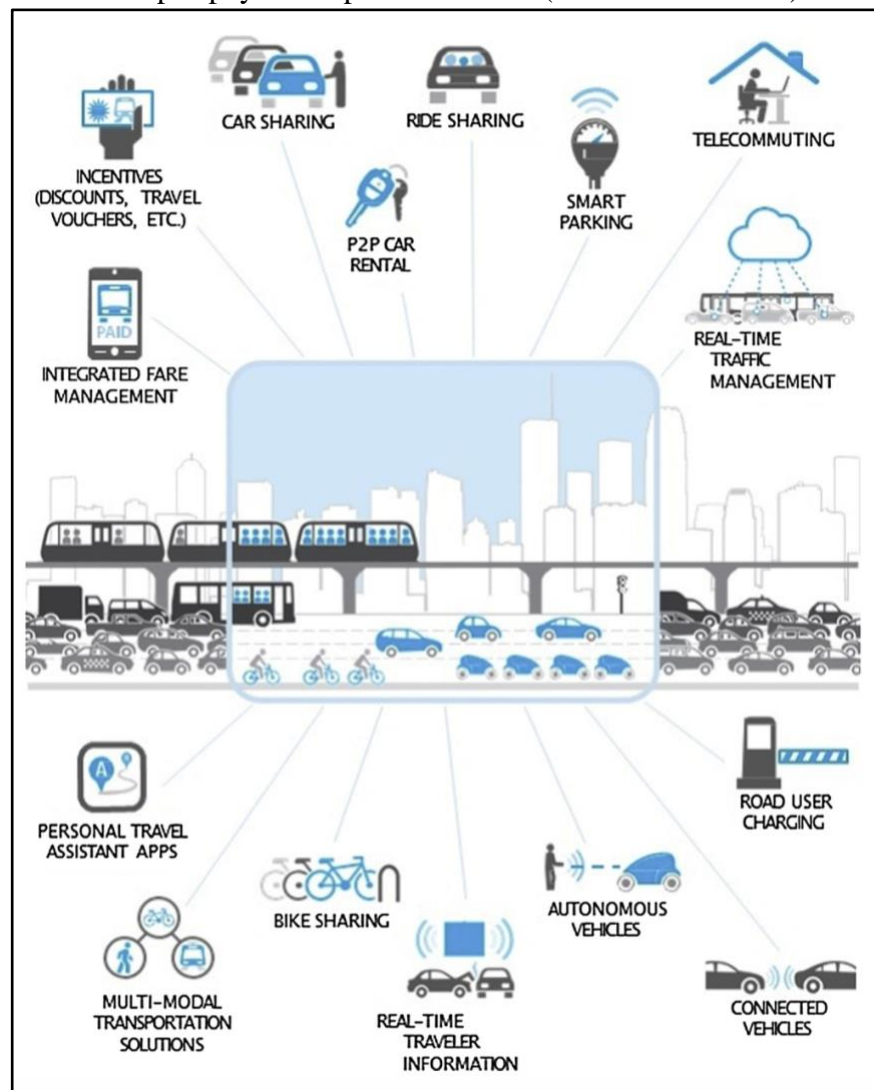 CAR SHARING
RIDE SHARING
TELECOMMUTING
INCENTIVES
(DISCOUNTS, TRAVEL
VOUCHERS, ETC.)
SMART
PARKING
P2P CAR
RENTAL
PAID
INTEGRATED FARE
MANAGEMENT
REAL-TIME
TRAFFIC
MANAGEMENT
A
PERSONAL TRAVEL
ASSISTANT APPS
ROAD USER
CHARGING
BIKE SHARING
AUTONOMOUS
VEHICLES
MULTI-MODAL
TRANSPORTATION
SOLUTIONS
REAL-TIME
TRAVELER
INFORMATION
CONNECTED
VEHICLES